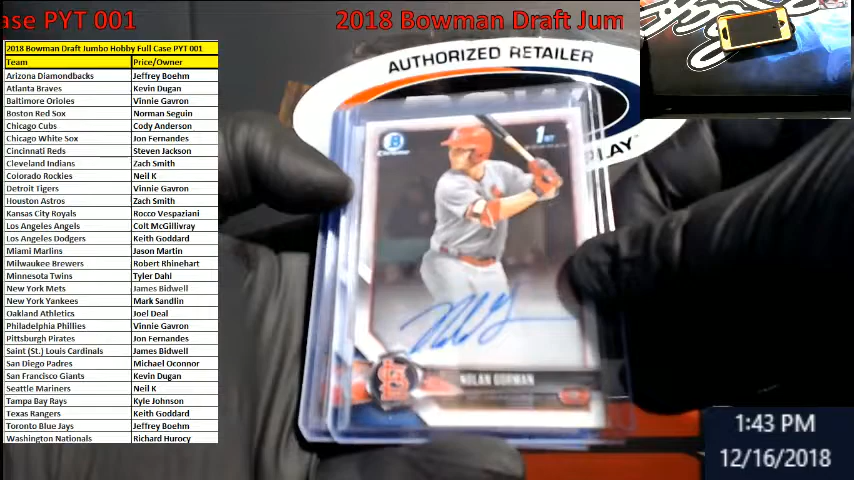 ase PYT 001
2018 Bowman Draft Jum
2018 Bowman Draft Jumbo Hobby Full Case PYT 001
Team Price/Owner
Arizona Diamondbacks Jeffrey Boehm
Atlanta Braves Kevin Dugan
Baltimore Orioles Vinnie Gavron
Boston Red Sox Norman Seguin
Chicago Cubs Cody Anderson
Chicago White Sox Jon Fernandes
Cincinnati Reds Steven Jackson
Cleveland Indians Zach Smith
Colorado Rockies Neil K
Detroit Tigers Vinnie Gavron
Houston Astros Zach Smith
Kansas City Royals Rocco Vespaziani
Los Angeles Angels Colt McGillivray
Los Angeles Dodgers Keith Goddard
Miami Marlins Jason Martin
Milwaukee Brewers Robert Rhinehart
Minnesota Twins Tyler Dahl
New York Mets James Bidwell
New York Yankees Mark Sandlin
Oakland Athletics Joel Deal
Philadelphia Phillies Vinnie Gavron
Pittsburgh Pirates Jon Fernandes
Saint (St.) Louis Cardinals James Bidwell
San Diego Padres Michael Oconnor
San Francisco Giants Kevin Dugan
Seattle Mariners Neil K
Tampa Bay Rays Kyle Johnson
Texas Rangers Keith Goddard
Toronto Blue Jays Jeffrey Boehm
Washington Nationals Richard Hurocy
AUTHORIZED RETAILER
PLAY
B
1ST
NOLAN GORMAN
1:43 PM
12/16/2018